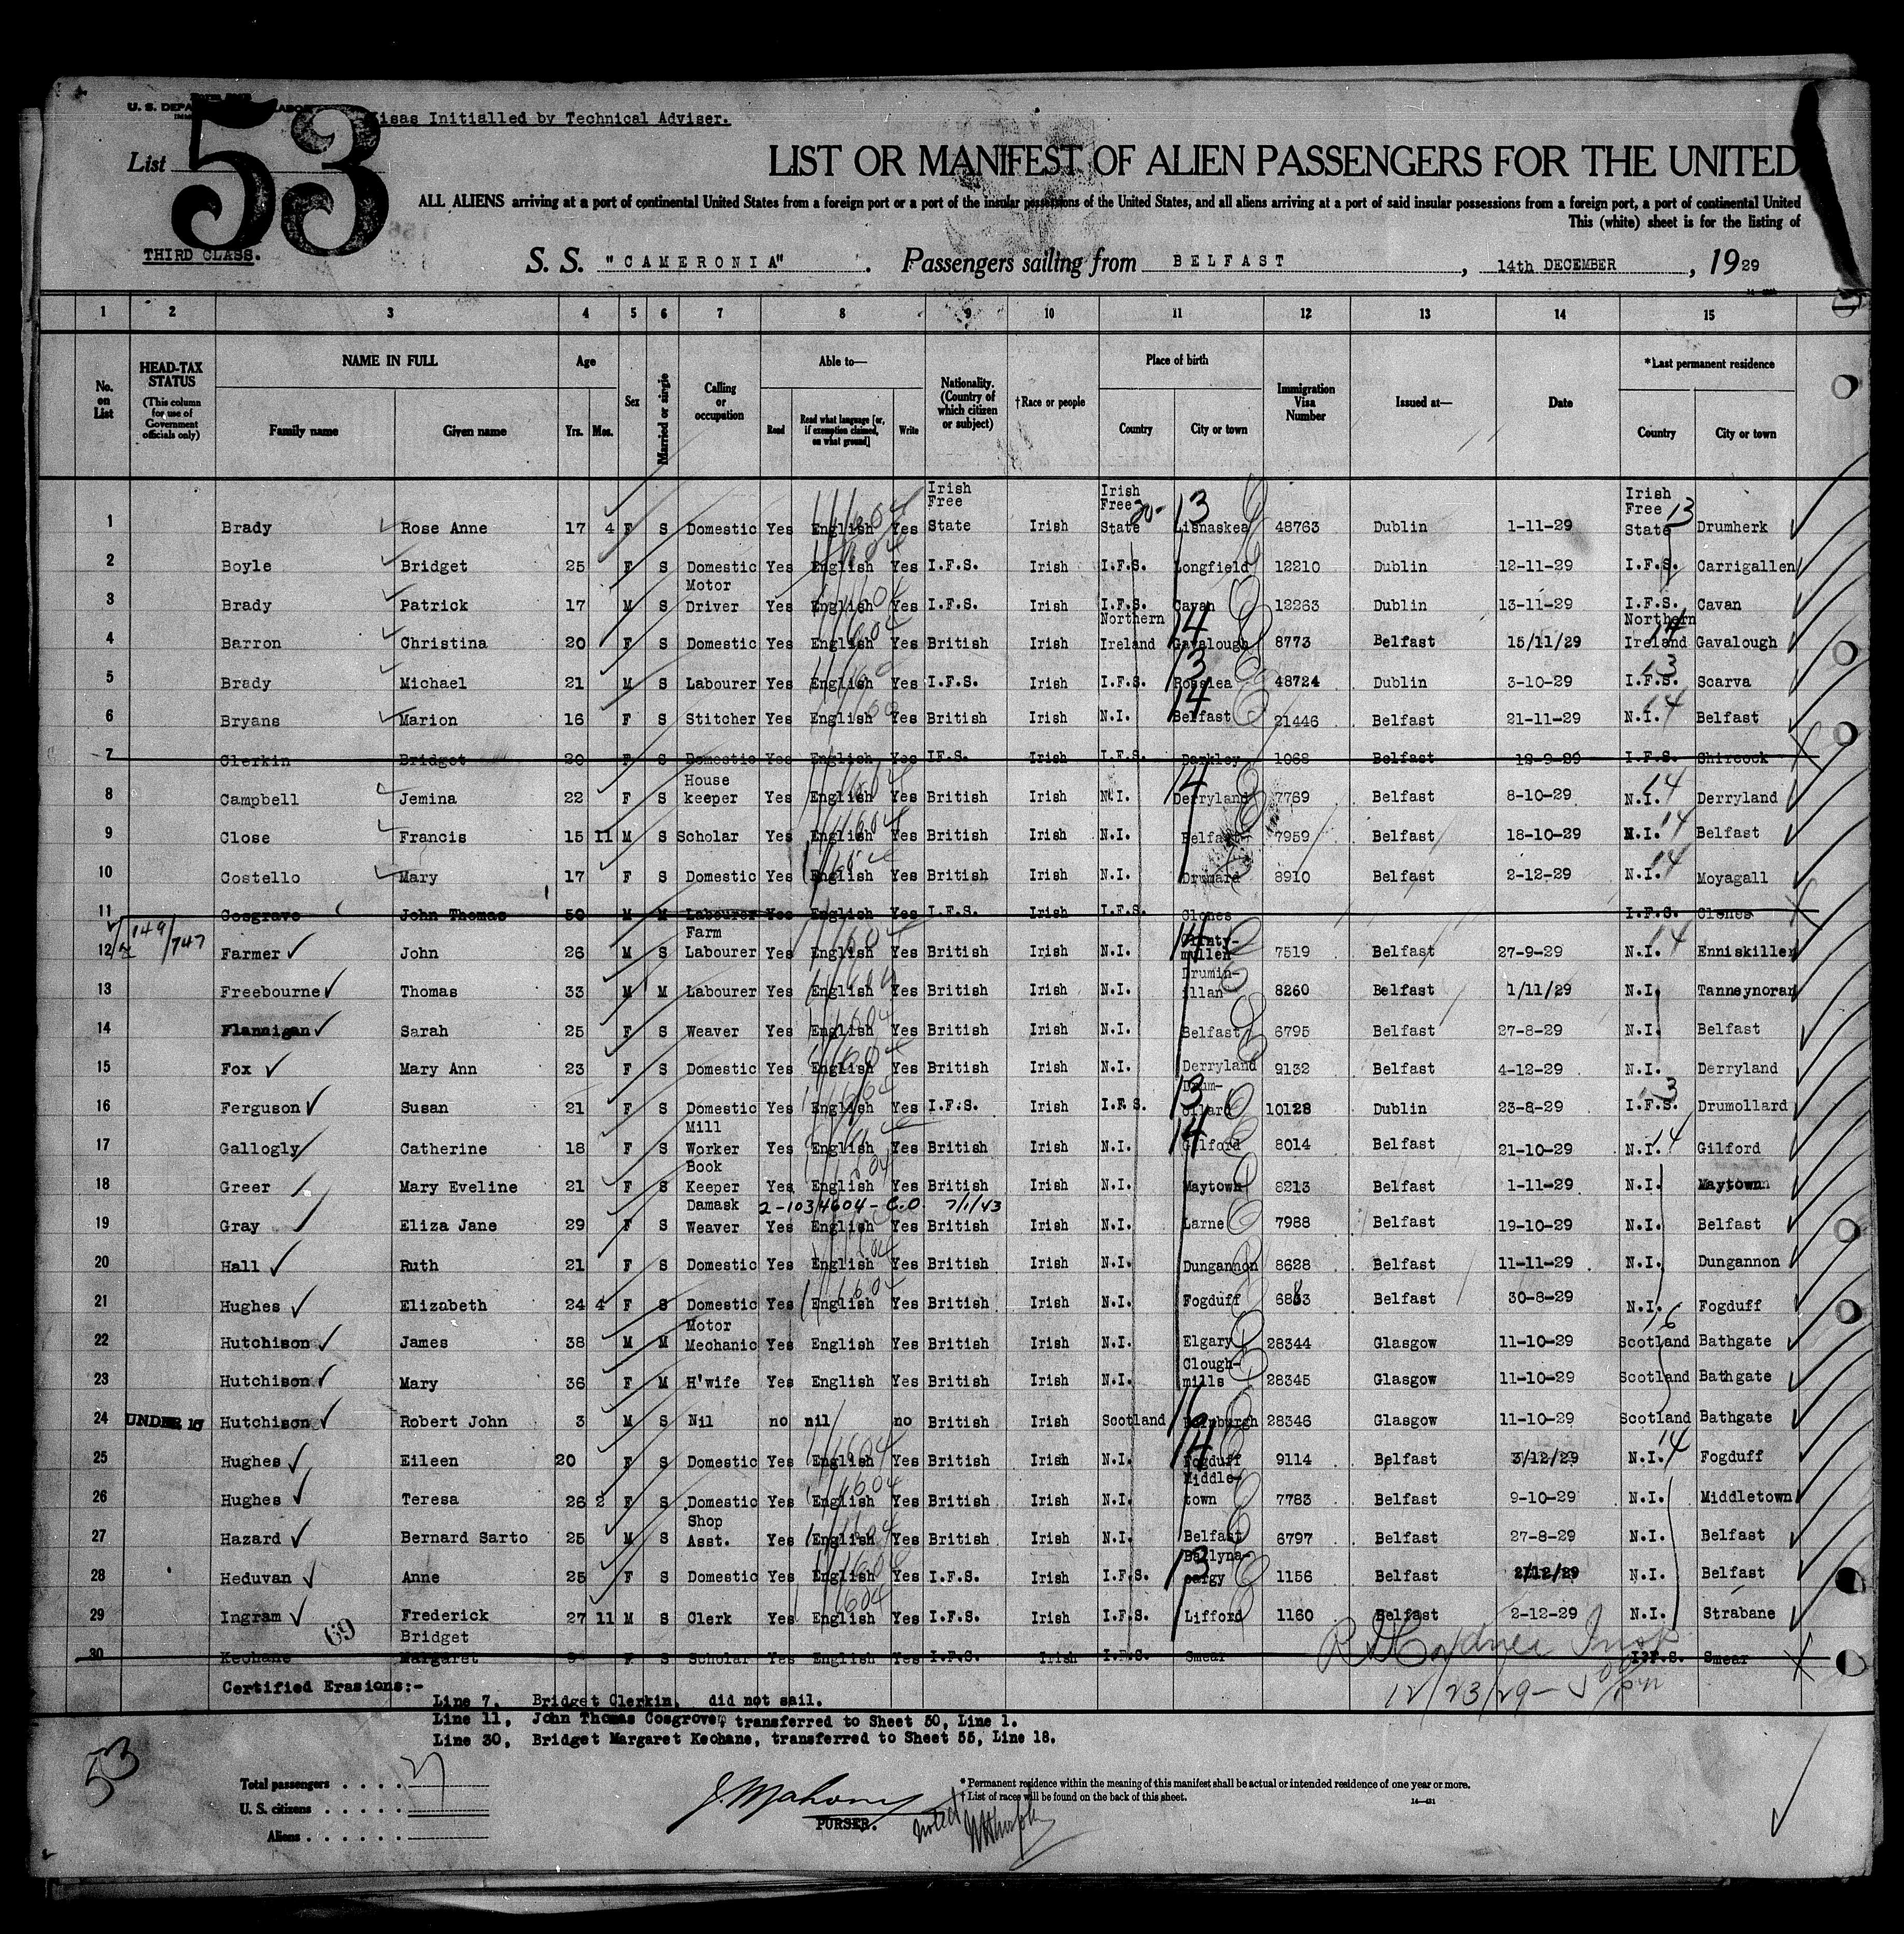 U. S. DEPA LABOR
Visas Initialled by Technical Adviser.
List 53
LIST OR MANIFEST OF ALIEN PASSENGERS FOR THE UNITED
ALL ALIENS arriving at a port of continental United States from a foreign port or a port of the insular possessions of the United States, and all aliens arriving at a port of said insular possessions from a foreign port, a port of continental United
This (white) sheet is for the listing of
THIRD CLASS.
S. S. "CAMERONIA". Passengers sailing from BELFAST, 14th DECEMBER, 1929
1 2 3 4 5 6 7 8 9 10 11 12 13 14 15
No. on List
HEAD-TAX STATUS (This column for use of Government officials only)
NAME IN FULL Family name Given name
Age Yrs. Mos.
Sex
Married or single
Calling or occupation
Able to— Read Read what language [or, if exemption claimed, on what ground] Write
Nationality. (Country of which citizen or subject)
†Race or people
Place of birth Country City or town
Immigration Visa Number
Issued at—
Date
*Last permanent residence Country City or town
1 Brady Rose Anne 17 4 F S Domestic Yes English Yes Irish Free State Irish Irish Free State Lisnaskea 48763 Dublin 1-11-29 Irish Free State Drumherk
2 Boyle Bridget 25 F S Domestic Yes English Yes I.F.S. Irish I.F.S. Longfield 12210 Dublin 12-11-29 I.F.S. Carrigallen
3 Brady Patrick 17 M S Motor Driver Yes English Yes I.F.S. Irish I.F.S. Cavan 12263 Dublin 13-11-29 I.F.S. Cavan
4 Barron Christina 20 F S Domestic Yes English Yes British Irish Northern Ireland Gavalough 8773 Belfast 15/11/29 Northern Ireland Gavalough
5 Brady Michael 21 M S Labourer Yes English Yes I.F.S. Irish I.F.S. Rosslea 48724 Dublin 3-10-29 I.F.S. Scarva
6 Bryans Marion 16 F S Stitcher Yes English Yes British Irish N.I. Belfast 21446 Belfast 21-11-29 N.I. Belfast
7 Clerkin Bridget 20 F S Domestic Yes English Yes IF.S. Irish I.F.S. Darkley 1068 Belfast I.F.S. Shircock
8 Campbell Jemina 22 F S House keeper Yes English Yes British Irish N.I. Derryland 7789 Belfast 8-10-29 N.I. Derryland
9 Close Francis 15 11 M S Scholar Yes English Yes British Irish N.I. Belfast 7959 Belfast 18-10-29 N.I. Belfast
10 Costello Mary 17 F S Domestic Yes English Yes British Irish N.I. Drumard 8910 Belfast 2-12-29 N.I. Moyagall
11 Cosgrave John Thomas 50 M M Labourer Yes English Yes I.F.S. Irish I.F.S. Clones I.F.S. Clones
12 149/747 Farmer John 26 M S Farm Labourer Yes English Yes British Irish N.I. mullen 7519 Belfast 27-9-29 N.I. Enniskillen
13 Freebourne Thomas 33 M M Labourer Yes English Yes British Irish N.I. Drumin-illan 8260 Belfast 1/11/29 N.I. Tanneynoran
14 Flannigan Sarah 25 F S Weaver Yes English Yes British Irish N.I. Belfast 6795 Belfast 27-8-29 N.I. Belfast
15 Fox Mary Ann 23 F S Domestic Yes English Yes British Irish N.I. Derryland 9132 Belfast 4-12-29 N.I. Derryland
16 Ferguson Susan 21 F S Domestic Yes English Yes I.F.S. Irish I.F.S. Drum-ollard 10128 Dublin 23-8-29 I.F.S. Drumollard
17 Gallogly Catherine 18 F S Mill Worker Yes English Yes British Irish N.I. Gilford 8014 Belfast 21-10-29 N.I. Gilford
18 Greer Mary Eveline 21 F S Book Keeper Yes English Yes British Irish N.I. Maytown 8213 Belfast 1-11-29 N.I. Maytown
2-1034604-C.O. 7/1/43
19 Gray Eliza Jane 29 F S Damask Weaver Yes English Yes British Irish N.I. Larne 7988 Belfast 19-10-29 N.I. Belfast
20 Hall Ruth 21 F S Domestic Yes English Yes British Irish N.I. Dungannon 8628 Belfast 11-11-29 N.I. Dungannon
21 Hughes Elizabeth 24 4 F S Domestic Yes English Yes British Irish N.I. Fogduff Belfast 30-8-29 N.I. Fogduff
22 Hutchison James 38 M M Motor Mechanic Yes English Yes British Irish N.I. Elgary 28344 Glasgow 11-10-29 Scotland Bathgate
23 Hutchison Mary 36 F M H'wife Yes English Yes British Irish N.I. Clough-mills 28345 Glasgow 11-10-29 Scotland Bathgate
24 UNDER 16 Hutchison Robert John 3 M S Nil no nil no British Irish Scotland Edinburgh 28346 Glasgow 11-10-29 Scotland Bathgate
25 Hughes Eileen 20 F S Domestic Yes English Yes British Irish N.I. Fogduff 9114 Belfast 3/12/29 N.I. Fogduff
26 Hughes Teresa 26 2 F S Domestic Yes English Yes British Irish N.I. Middle-town 7783 Belfast 9-10-29 N.I. Middletown
27 Hazard Bernard Sarto 25 M S Shop Asst. Yes English Yes British Irish N.I. Belfast 6797 Belfast 27-8-29 N.I. Belfast
28 Heduvan Anne 25 F S Domestic Yes English Yes I.F.S. Irish I.F.S. Ballyna- 1156 Belfast 2/12/29 N.I. Belfast
29 Ingram Frederick 27 11 M S Clerk Yes English Yes I.F.S. Irish I.F.S. Lifford 1160 Belfast 2-12-29 N.I. Strabane
30 Keohane Bridget Margaret 9 F S Scholar Yes English Yes I.F.S. Irish I.F.S. Smear I.F.S. Smear
69
12/23/29
Certified Erasions:-
Line 7. Bridget Clerkin, did not sail.
Line 11, John Thomas Cosgrove, transferred to Sheet 50, Line 1.
Line 30, Bridget Margaret Keohane, transferred to Sheet 55, Line 18.
53
Total passengers . . . . 27
U. S. citizens . . . . .
Aliens . . . . . .
J. Mahony
PURSER.
noted
* Permanent residence within the meaning of this manifest shall be actual or intended residence of one year or more.
† List of races will be found on the back of this sheet.